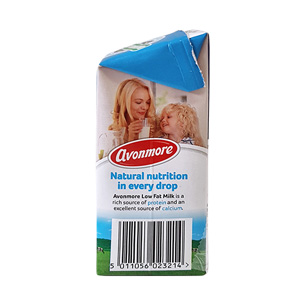 avonmore
Natural nutrition
in every drop
Avonmore Low Fat Milk is a
rich source of protein and an
excellent source of calcium.
5 011056 023214 >